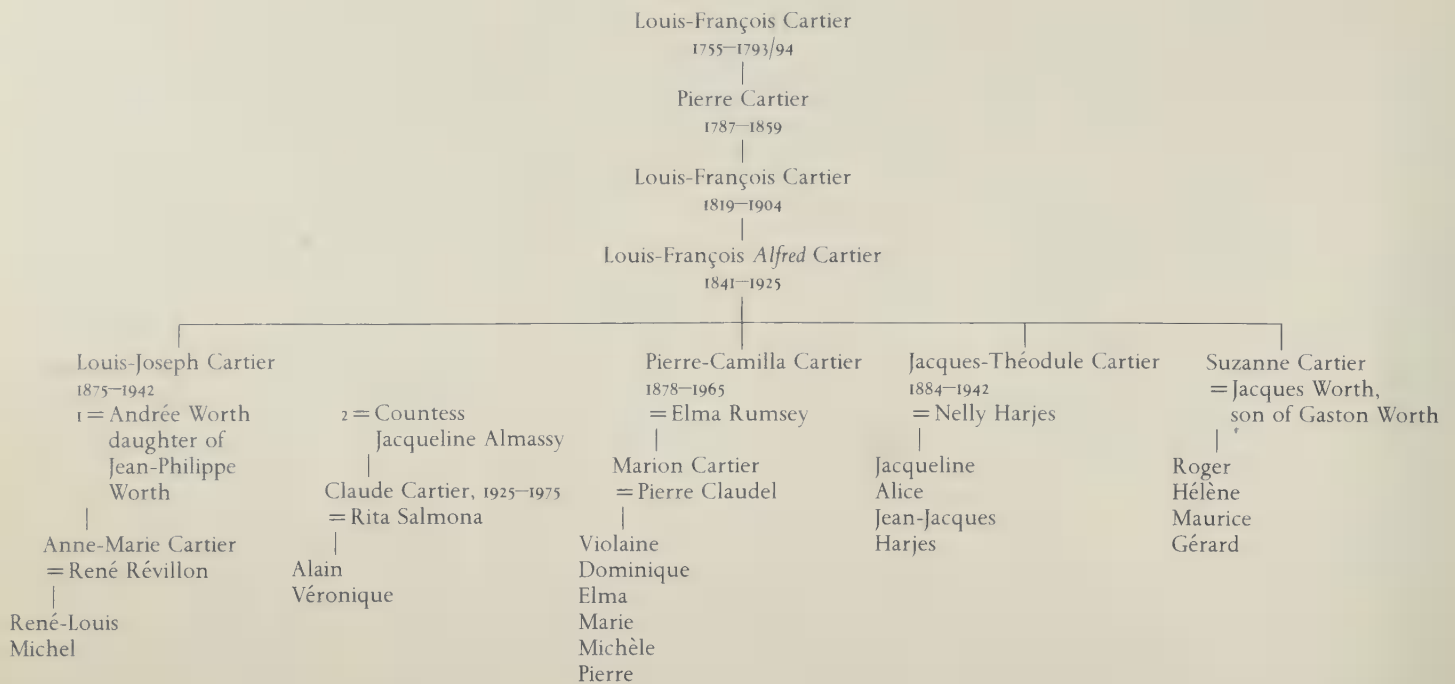 Louis-François Cartier
1755–1793/94
Pierre Cartier
1787–1859
Louis-François Cartier
1819–1904
Louis-François Alfred Cartier
1841–1925
Louis-Joseph Cartier
1875–1942
1 = Andrée Worth
daughter of
Jean-Philippe
Worth
Anne-Marie Cartier
= René Révillon
René-Louis
Michel
2 = Countess
Jacqueline Almassy
Claude Cartier, 1925–1975
= Rita Salmona
Alain
Véronique
Pierre-Camilla Cartier
1878–1965
= Elma Rumsey
Marion Cartier
= Pierre Claudel
Violaine
Dominique
Elma
Marie
Michèle
Pierre
Jacques-Théodule Cartier
1884–1942
= Nelly Harjes
Jacqueline
Alice
Jean-Jacques
Harjes
Suzanne Cartier
= Jacques Worth,
son of Gaston Worth
Roger
Hélène
Maurice
Gérard